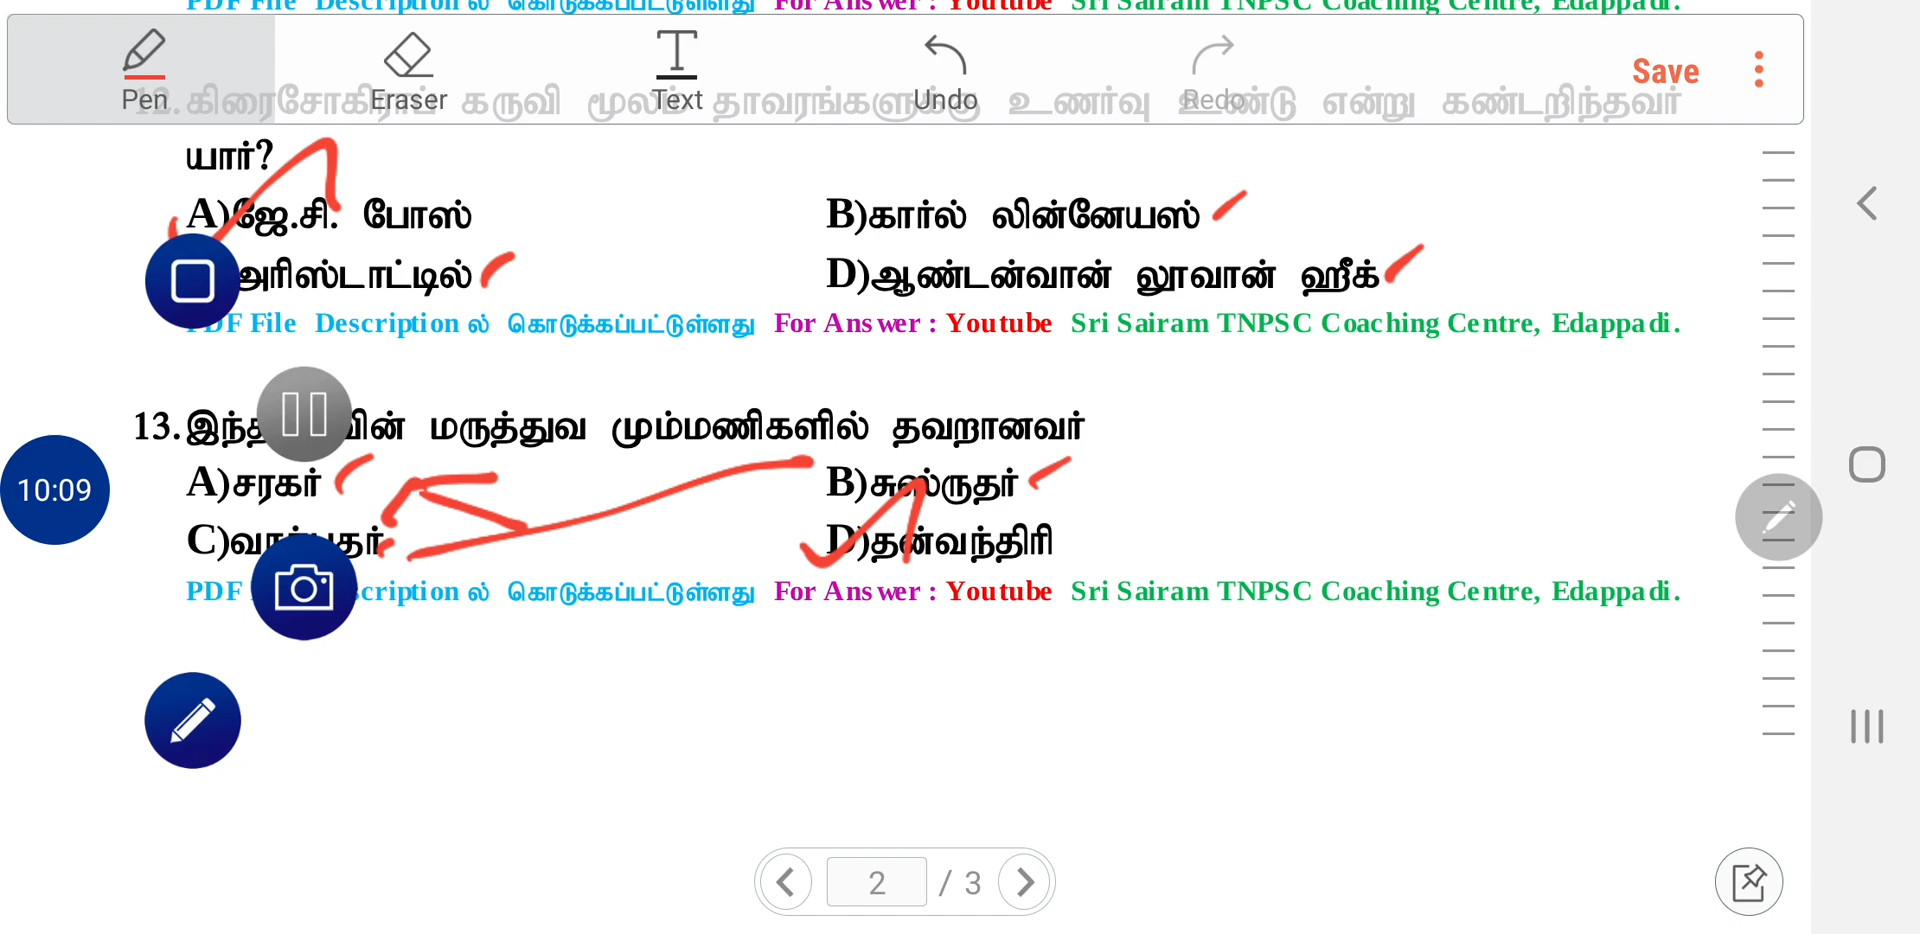 PDF File Description ல் கொடுக்கப்பட்டுள்ளது For Answer : Youtube Sri Sairam TNPSC Coaching Centre, Edappadi.
Pen Eraser Text Undo Redo Save
12. கிரைசோகிராப் கருவி மூலம் தாவரங்களுக்கு உணர்வு உண்டு என்று கண்டறிந்தவர்
யார்?
A)ஜே.சி. போஸ் B)கார்ல் லின்னேயஸ்
அரிஸ்டாட்டில் D)ஆண்டன்வான் லூவான் ஹீக்
PDF File Description ல் கொடுக்கப்பட்டுள்ளது For Answer : Youtube Sri Sairam TNPSC Coaching Centre, Edappadi.
13. மருத்துவ மும்மணிகளில் தவறானவர்
A)சரகர் B)சுஸ்ருதர்
10:09
C) D)தன்வந்திரி
PDF ல் கொடுக்கப்பட்டுள்ளது For Answer : Youtube Sri Sairam TNPSC Coaching Centre, Edappadi.
2 / 3